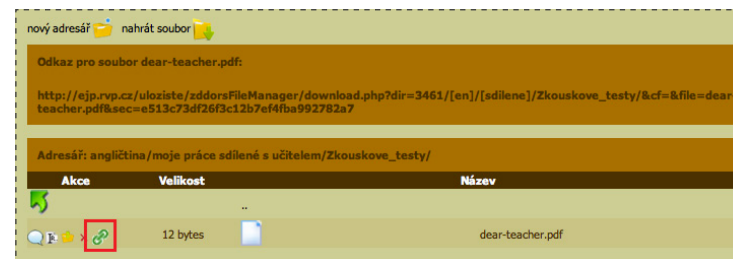 nový adresář nahrát soubor
Odkaz pro soubor dear-teacher.pdf:
http://ejp.rvp.cz/uloziste/zddorsFileManager/download.php?dir=3461/[en]/[sdilene]/Zkouskove_testy/&cf=&file=dear
teacher.pdf&sec=e513c73df26f3c12b7ef4fba992782a7
Adresář: angličtina/moje práce sdílené s učitelem/Zkouskove_testy/
Akce Velikost Název
..
12 bytes dear-teacher.pdf